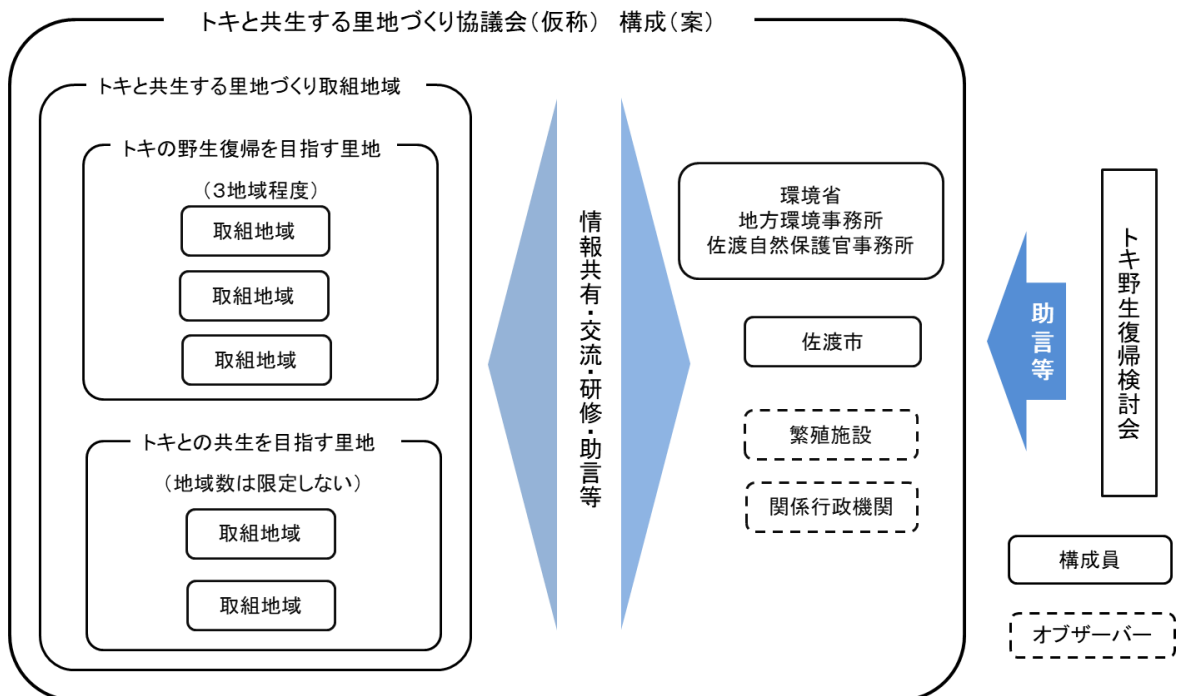 トキと共生する里地づくり協議会(仮称) 構成(案)
トキと共生する里地づくり取組地域
トキの野生復帰を目指す里地
(3地域程度)
取組地域
取組地域
取組地域
トキとの共生を目指す里地
(地域数は限定しない)
取組地域
取組地域
情報共有・交流・研修・助言等
環境省
地方環境事務所
佐渡自然保護官事務所
佐渡市
繁殖施設
関係行政機関
助言等
トキ野生復帰検討会
構成員
オブザーバー